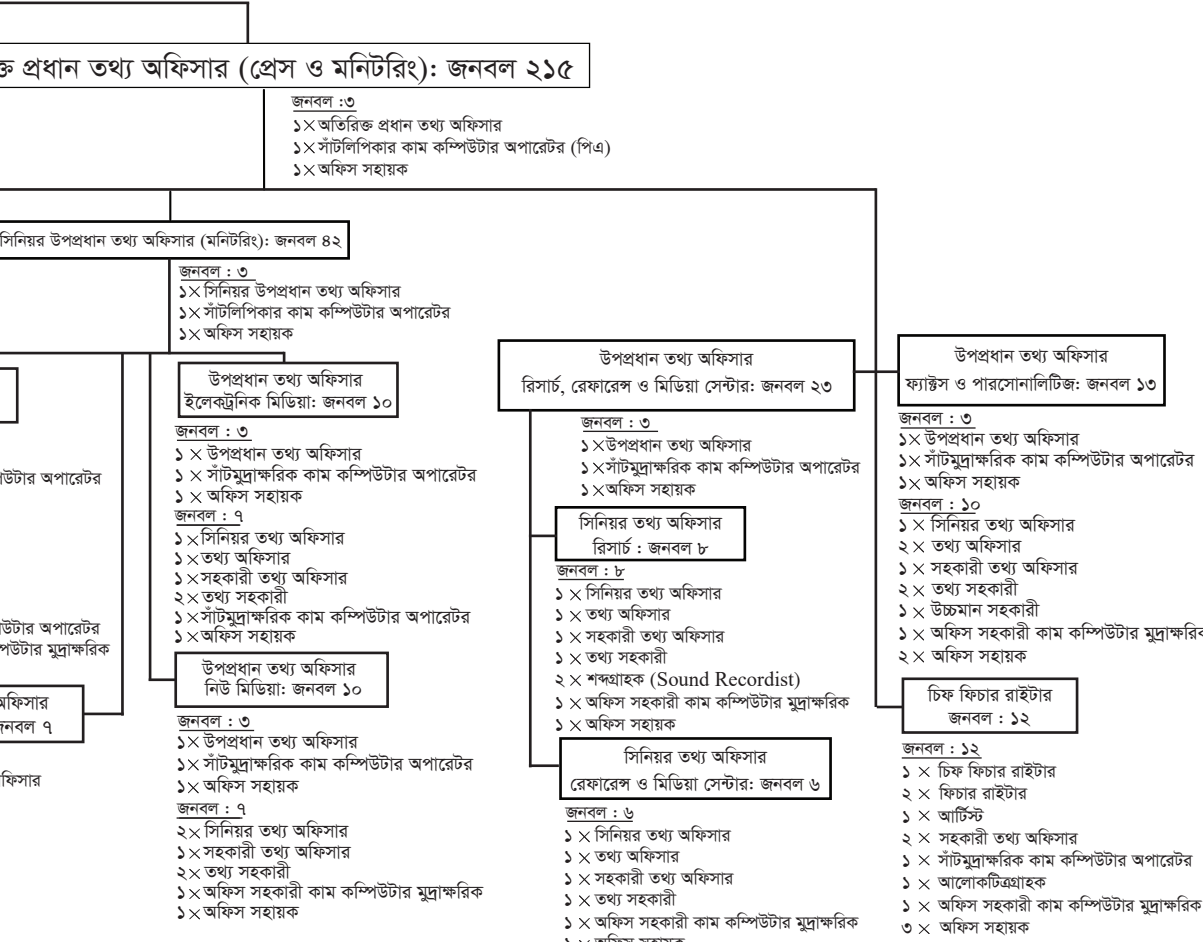 প্রধান তথ্য অফিসার (প্রেস ও মনিটরিং): জনবল ২১৫
জনবল :৩
১×অতিরিক্ত প্রধান তথ্য অফিসার
১×সাঁটলিপিকার কাম কম্পিউটার অপারেটর (পিএ)
১×অফিস সহায়ক
সিনিয়র উপপ্রধান তথ্য অফিসার (মনিটরিং): জনবল ৪২
জনবল : ৩
১×সিনিয়র উপপ্রধান তথ্য অফিসার
১×সাঁটলিপিকার কাম কম্পিউটার অপারেটর
১×অফিস সহায়ক
অপারেটর
অপারেটর
মুদ্রাক্ষরিক
জনবল ৭
উপপ্রধান তথ্য অফিসার
ইলেকট্রনিক মিডিয়া: জনবল ১০
জনবল : ৩
১ × উপপ্রধান তথ্য অফিসার
১ × সাঁটমুদ্রাক্ষরিক কাম কম্পিউটার অপারেটর
১ × অফিস সহায়ক
জনবল : ৭
১×সিনিয়র তথ্য অফিসার
১×তথ্য অফিসার
১×সহকারী তথ্য অফিসার
২×তথ্য সহকারী
১×সাঁটমুদ্রাক্ষরিক কাম কম্পিউটার অপারেটর
১×অফিস সহায়ক
উপপ্রধান তথ্য অফিসার
নিউ মিডিয়া: জনবল ১০
জনবল : ৩
১×উপপ্রধান তথ্য অফিসার
১×সাঁটমুদ্রাক্ষরিক কাম কম্পিউটার অপারেটর
১×অফিস সহায়ক
জনবল : ৭
২×সিনিয়র তথ্য অফিসার
১×সহকারী তথ্য অফিসার
২×তথ্য সহকারী
১×অফিস সহকারী কাম কম্পিউটার মুদ্রাক্ষরিক
১×অফিস সহায়ক
উপপ্রধান তথ্য অফিসার
রিসার্চ, রেফারেন্স ও মিডিয়া সেন্টার: জনবল ২৩
জনবল : ৩
১×উপপ্রধান তথ্য অফিসার
১×সাঁটমুদ্রাক্ষরিক কাম কম্পিউটার অপারেটর
১×অফিস সহায়ক
সিনিয়র তথ্য অফিসার
রিসার্চ : জনবল ৮
জনবল : ৮
১ × সিনিয়র তথ্য অফিসার
১ × তথ্য অফিসার
১ × সহকারী তথ্য অফিসার
১ × তথ্য সহকারী
২ × শব্দগ্রাহক (Sound Recordist)
১ × অফিস সহকারী কাম কম্পিউটার মুদ্রাক্ষরিক
১ × অফিস সহায়ক
সিনিয়র তথ্য অফিসার
রেফারেন্স ও মিডিয়া সেন্টার: জনবল ৬
জনবল : ৬
১ × সিনিয়র তথ্য অফিসার
১ × তথ্য অফিসার
১ × সহকারী তথ্য অফিসার
১ × তথ্য সহকারী
১ × অফিস সহকারী কাম কম্পিউটার মুদ্রাক্ষরিক
উপপ্রধান তথ্য অফিসার
ফ্যাক্টস ও পারসোনালিটিজ: জনবল ১৩
জনবল : ৩
১× উপপ্রধান তথ্য অফিসার
১× সাঁটমুদ্রাক্ষরিক কাম কম্পিউটার অপারেটর
১× অফিস সহায়ক
জনবল : ১০
১ × সিনিয়র তথ্য অফিসার
২ × তথ্য অফিসার
১ × সহকারী তথ্য অফিসার
২ × তথ্য সহকারী
১ × উচ্চমান সহকারী
১ × অফিস সহকারী কাম কম্পিউটার
২ × অফিস সহায়ক
চিফ ফিচার রাইটার
জনবল : ১২
জনবল : ১২
১ × চিফ ফিচার রাইটার
২ × ফিচার রাইটার
১ × আর্টিস্ট
২ × সহকারী তথ্য অফিসার
১ × সাঁটমুদ্রাক্ষরিক কাম কম্পিউটার অপারেটর
১ × আলোকচিত্রগ্রাহক
১ × অফিস সহকারী কাম কম্পিউটার মুদ্রাক্ষরিক
৩ × অফিস সহায়ক